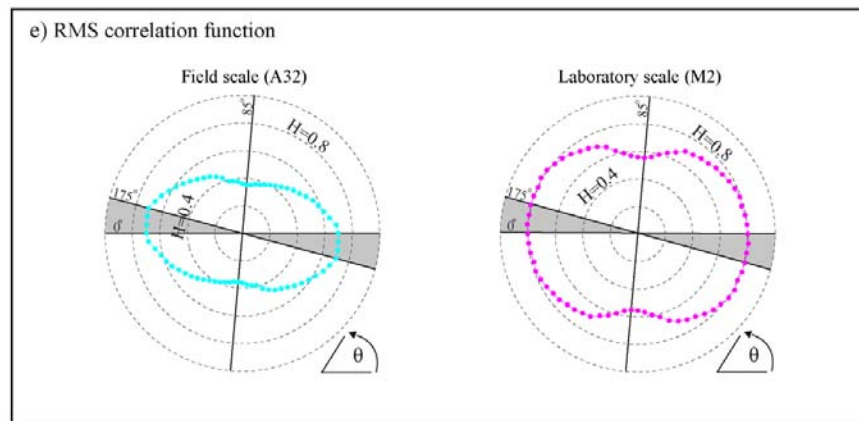 e) RMS correlation function
Field scale (A32)
Laboratory scale (M2)
85°
H=0.8
175°
0°
H=0.4
θ
85°
H=0.8
175°
0°
H=0.4
θ